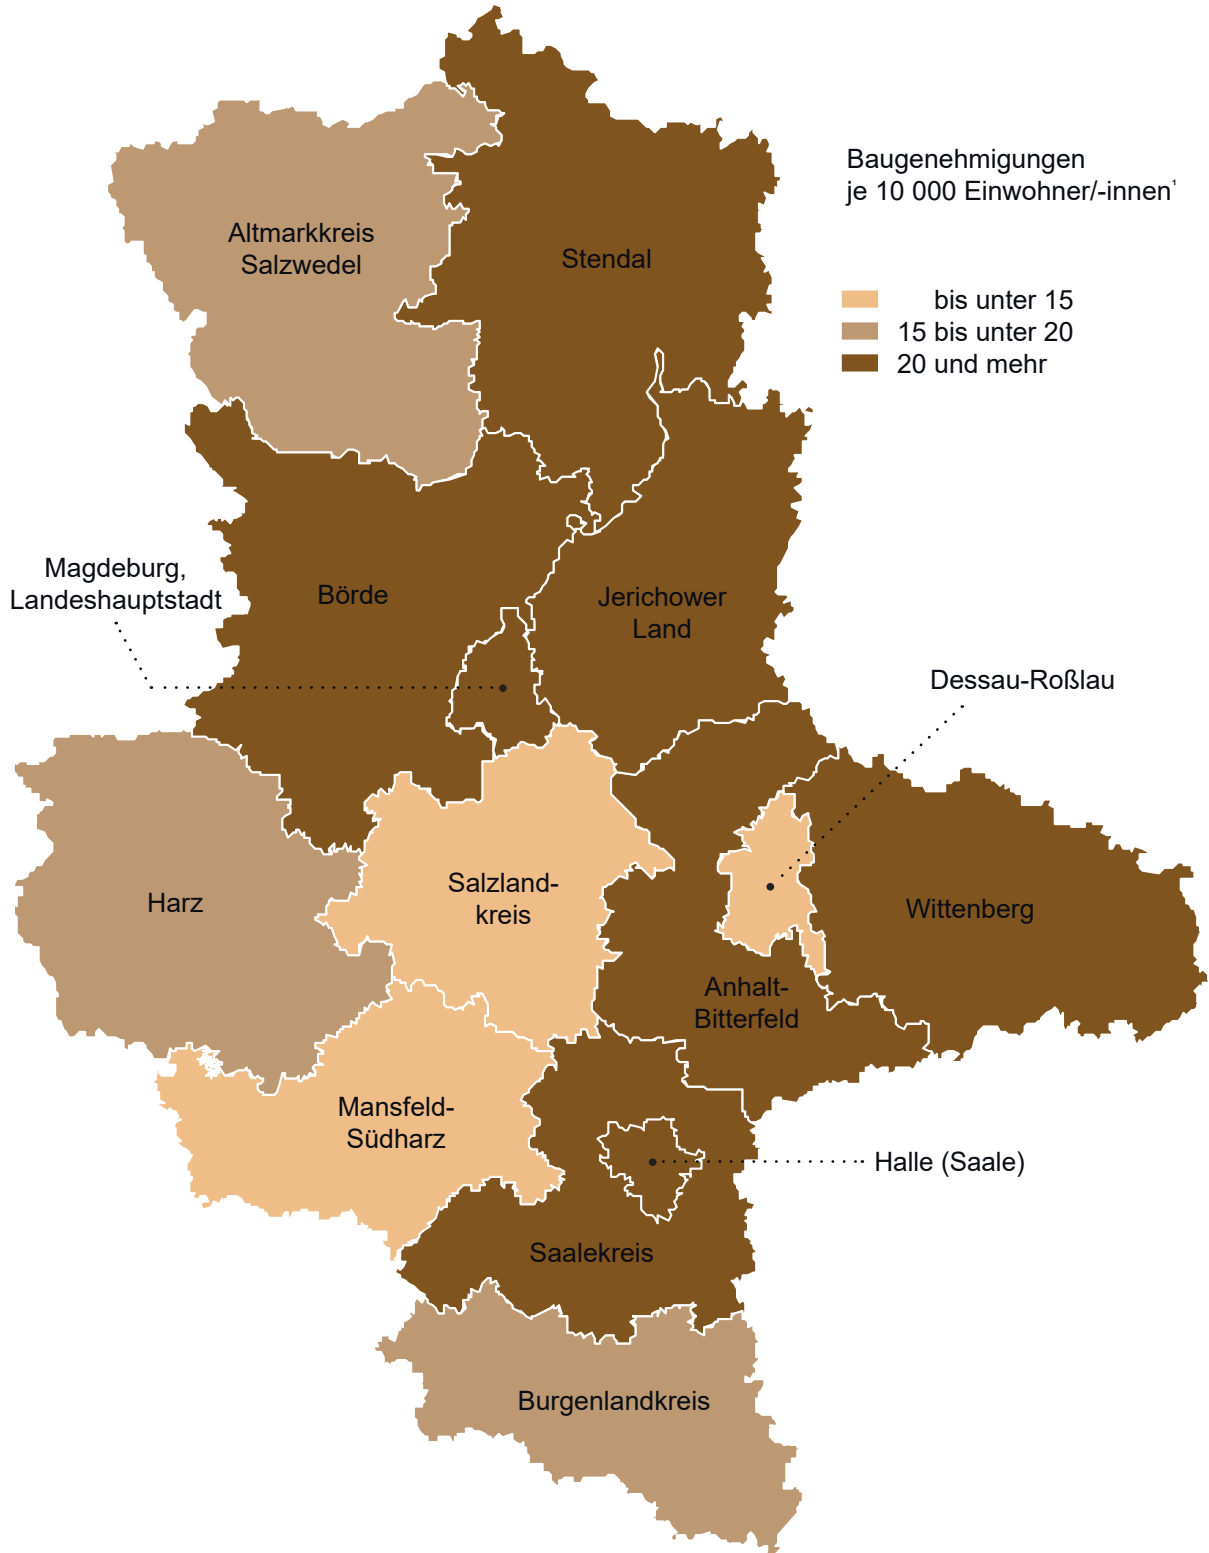 Baugenehmigungen
je 10 000 Einwohner/-innen¹
bis unter 15
15 bis unter 20
20 und mehr
Altmarkkreis
Salzwedel
Stendal
Magdeburg,
Landeshauptstadt
Börde
Jerichower
Land
Dessau-Roßlau
Harz
Salzland-
kreis
Wittenberg
Anhalt-
Bitterfeld
Mansfeld-
Südharz
Halle (Saale)
Saalekreis
Burgenlandkreis